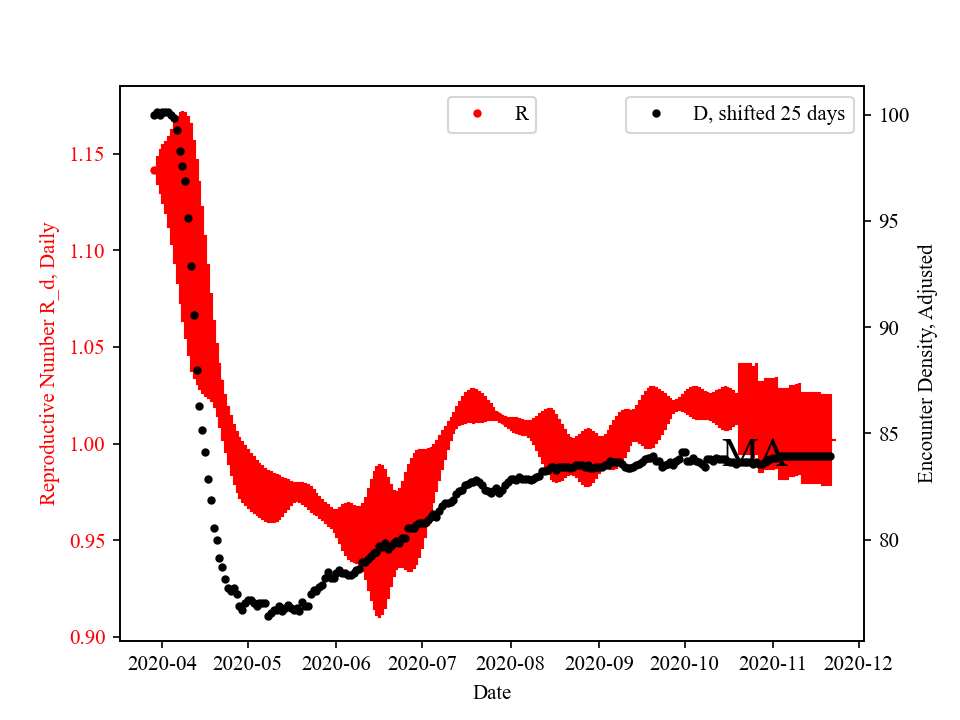 R
D, shifted 25 days
1.15
1.10
1.05
1.00
0.95
0.90
Reproductive Number R_d, Daily
100
95
90
85
80
Encounter Density, Adjusted
MA
2020-04 2020-05 2020-06 2020-07 2020-08 2020-09 2020-10 2020-11 2020-12
Date